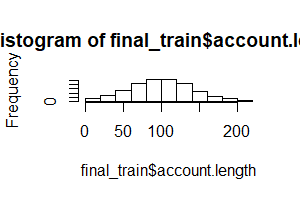 istogram of final_train$account.le
Frequency
0
0 50 100 200
final_train$account.length